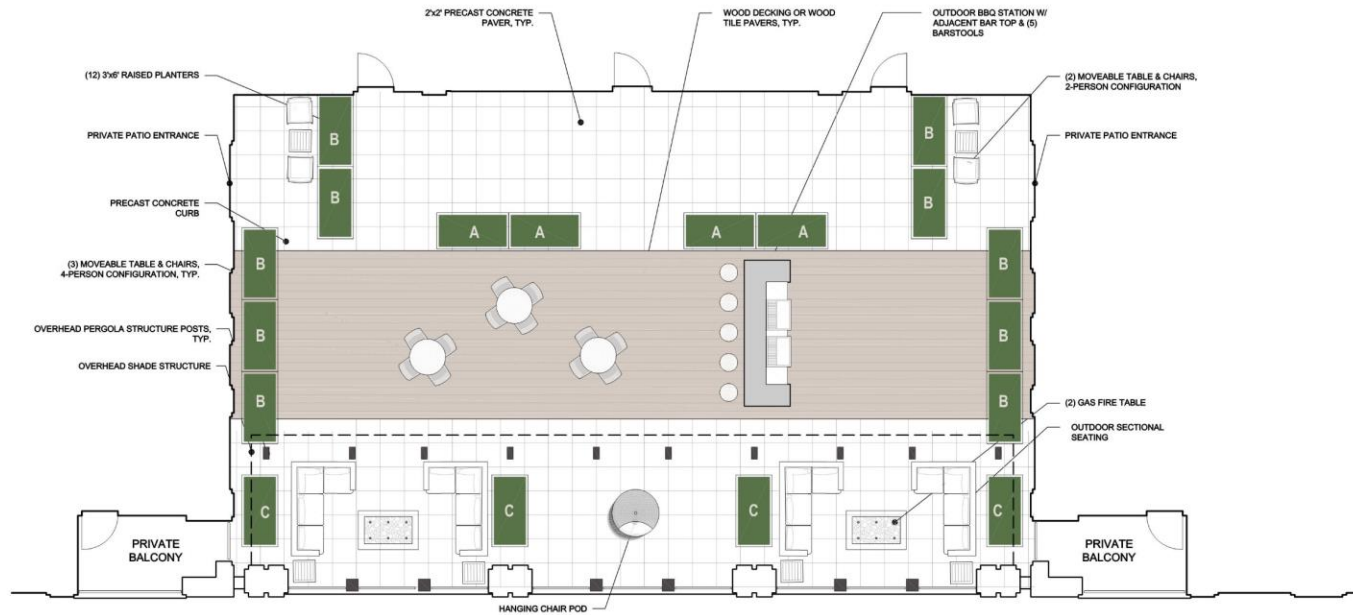 2'x2' PRECAST CONCRETE
PAVER, TYP.
WOOD DECKING OR WOOD
TILE PAVERS, TYP.
OUTDOOR BBQ STATION W/
ADJACENT BAR TOP & (5)
BARSTOOLS
(12) 3'x6' RAISED PLANTERS
(2) MOVEABLE TABLE & CHAIRS,
2-PERSON CONFIGURATION
PRIVATE PATIO ENTRANCE
PRIVATE PATIO ENTRANCE
B
B
B
B
PRECAST CONCRETE
CURB
A
A
A
A
(3) MOVEABLE TABLE & CHAIRS,
4-PERSON CONFIGURATION, TYP.
B
B
OVERHEAD PERGOLA STRUCTURE POSTS,
TYP.
B
B
OVERHEAD SHADE STRUCTURE
B
B
(2) GAS FIRE TABLE
OUTDOOR SECTIONAL
SEATING
C
C
C
C
PRIVATE
BALCONY
PRIVATE
BALCONY
HANGING CHAIR POD